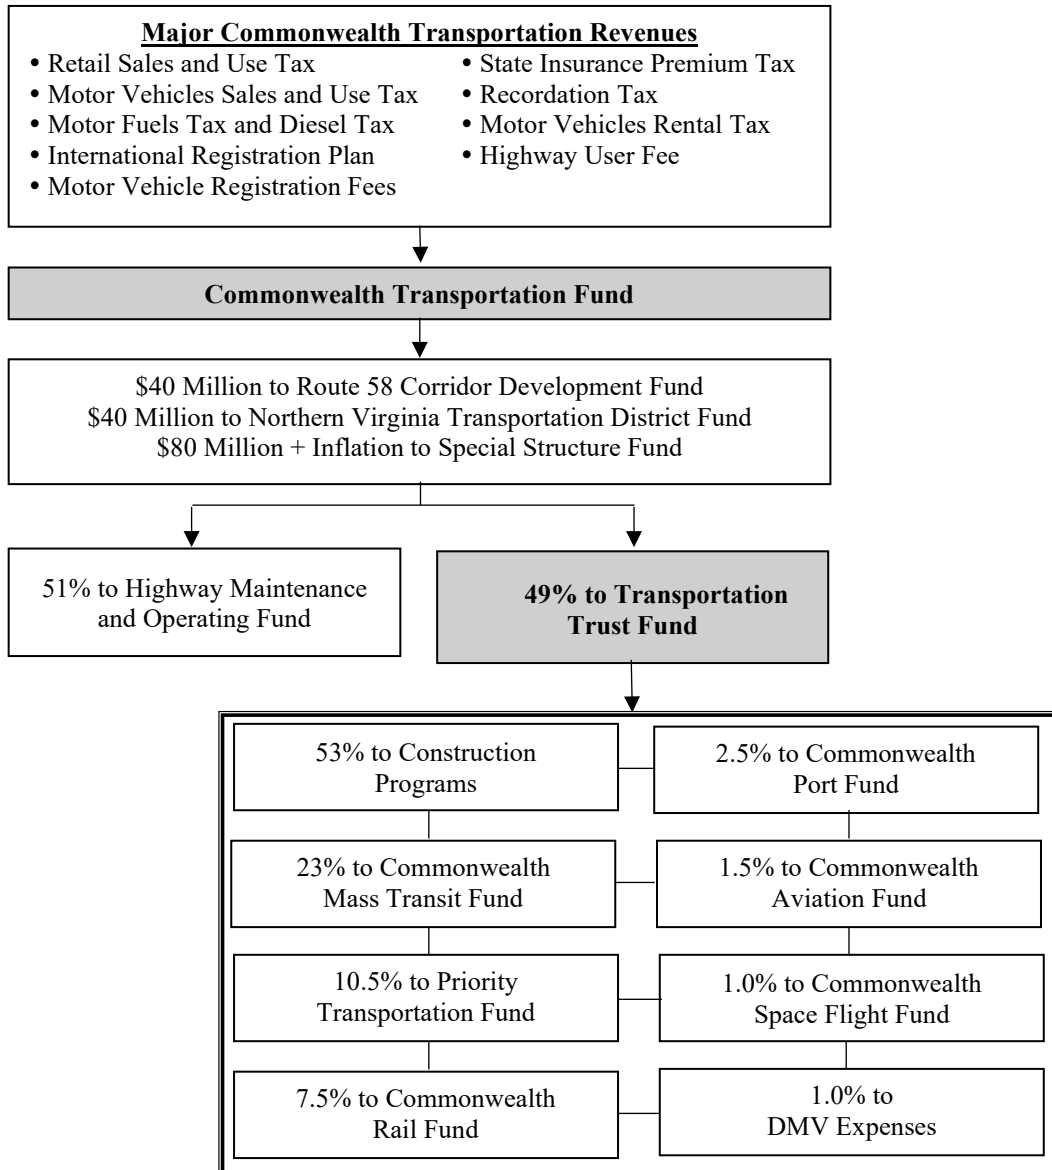 Major Commonwealth Transportation Revenues
• Retail Sales and Use Tax
• Motor Vehicles Sales and Use Tax
• Motor Fuels Tax and Diesel Tax
• International Registration Plan
• Motor Vehicle Registration Fees
• State Insurance Premium Tax
• Recordation Tax
• Motor Vehicles Rental Tax
• Highway User Fee
Commonwealth Transportation Fund
$40 Million to Route 58 Corridor Development Fund
$40 Million to Northern Virginia Transportation District Fund
$80 Million + Inflation to Special Structure Fund
51% to Highway Maintenance
and Operating Fund
49% to Transportation
Trust Fund
53% to Construction
Programs
2.5% to Commonwealth
Port Fund
23% to Commonwealth
Mass Transit Fund
1.5% to Commonwealth
Aviation Fund
10.5% to Priority
Transportation Fund
1.0% to Commonwealth
Space Flight Fund
7.5% to Commonwealth
Rail Fund
1.0% to
DMV Expenses